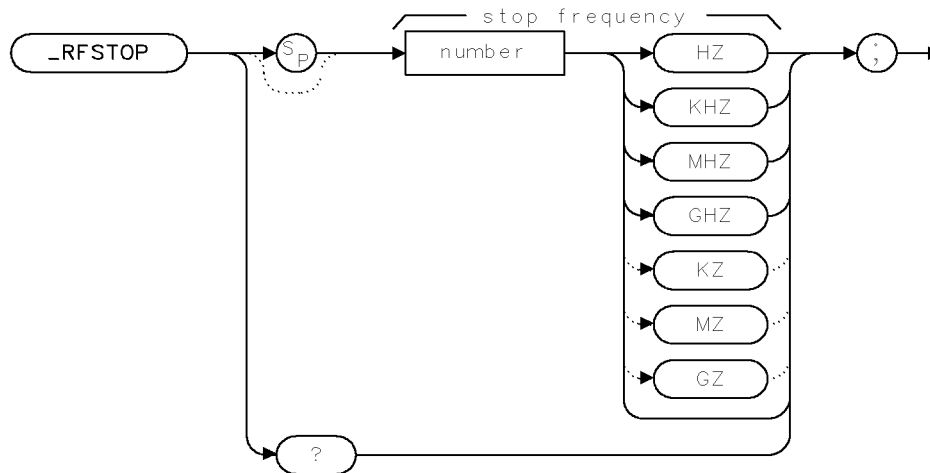 stop frequency
_RFSTOP
SP
number
HZ
;
KHZ
MHZ
GHZ
KZ
MZ
GZ
?